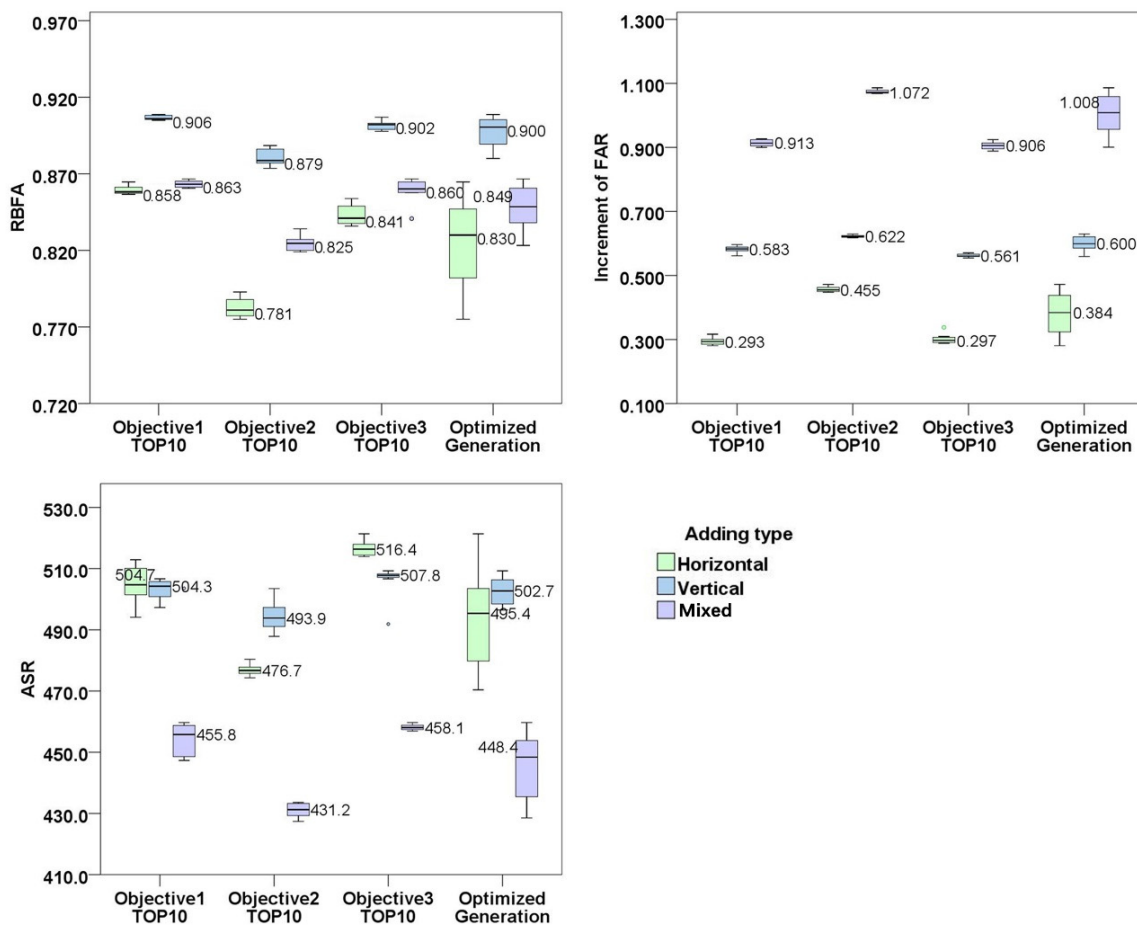 0.970
0.920
0.870
0.820
0.770
0.720
RBFA
0.858
0.906
0.863
0.781
0.879
0.825
0.841
0.902
0.860
0.830
0.900
0.849
Objective1
TOP10
Objective2
TOP10
Objective3
TOP10
Optimized
Generation
1.300
1.100
0.900
0.700
0.500
0.300
0.100
Increment of FAR
0.293
0.583
0.913
0.455
0.622
1.072
0.297
0.561
0.906
0.384
0.600
1.008
Objective1
TOP10
Objective2
TOP10
Objective3
TOP10
Optimized
Generation
530.0
510.0
490.0
470.0
450.0
430.0
410.0
ASR
504.7
504.3
455.8
476.7
493.9
431.2
516.4
507.8
458.1
495.4
502.7
448.4
Objective1
TOP10
Objective2
TOP10
Objective3
TOP10
Optimized
Generation
Adding type
Horizontal
Vertical
Mixed